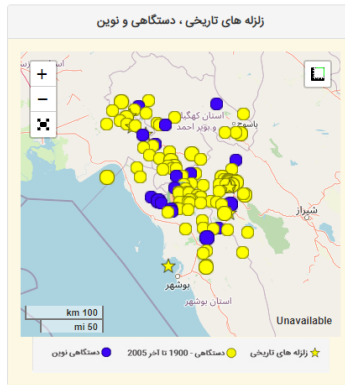 زلزله های تاریخی ، دستگاهی و نوین
+
−
استان کهگیلویه
و بویر احمد
یاسوج
شیراز
بوشهر
استان بوشهر
100 km
50 mi
Unavailable
زلزله های تاریخی
دستگاهی - 1900 تا آخر 2005
دستگاهی نوین